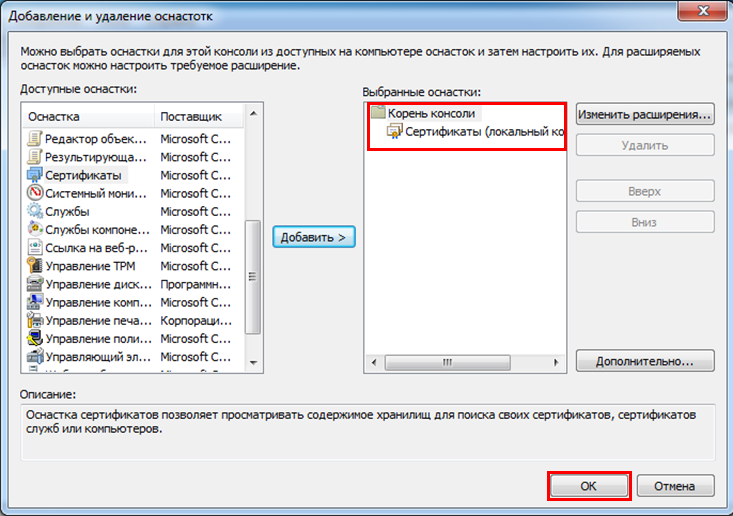 Добавление и удаление оснастотк
Можно выбрать оснастки для этой консоли из доступных на компьютере оснасток и затем настроить их. Для расширяемых
оснасток можно настроить требуемое расширение.
Доступные оснастки:
Оснастка Поставщик
Редактор объек... Microsoft C...
Результирующа... Microsoft C...
Сертификаты Microsoft C...
Системный мони... Microsoft C...
Службы Microsoft C...
Службы компоне... Microsoft C...
Ссылка на веб-р... Microsoft C...
Управление TPM Microsoft C...
Управление диск... Программн...
Управление комп... Microsoft C...
Управление печа... Корпораци...
Управление поли... Microsoft C...
Управляющий эл... Microsoft C...
Добавить >
Выбранные оснастки:
Корень консоли
Сертификаты (локальный ко
Изменить расширения...
Удалить
Вверх
Вниз
Дополнительно...
Описание:
Оснастка сертификатов позволяет просматривать содержимое хранилищ для поиска своих сертификатов, сертификатов
служб или компьютеров.
ОК
Отмена